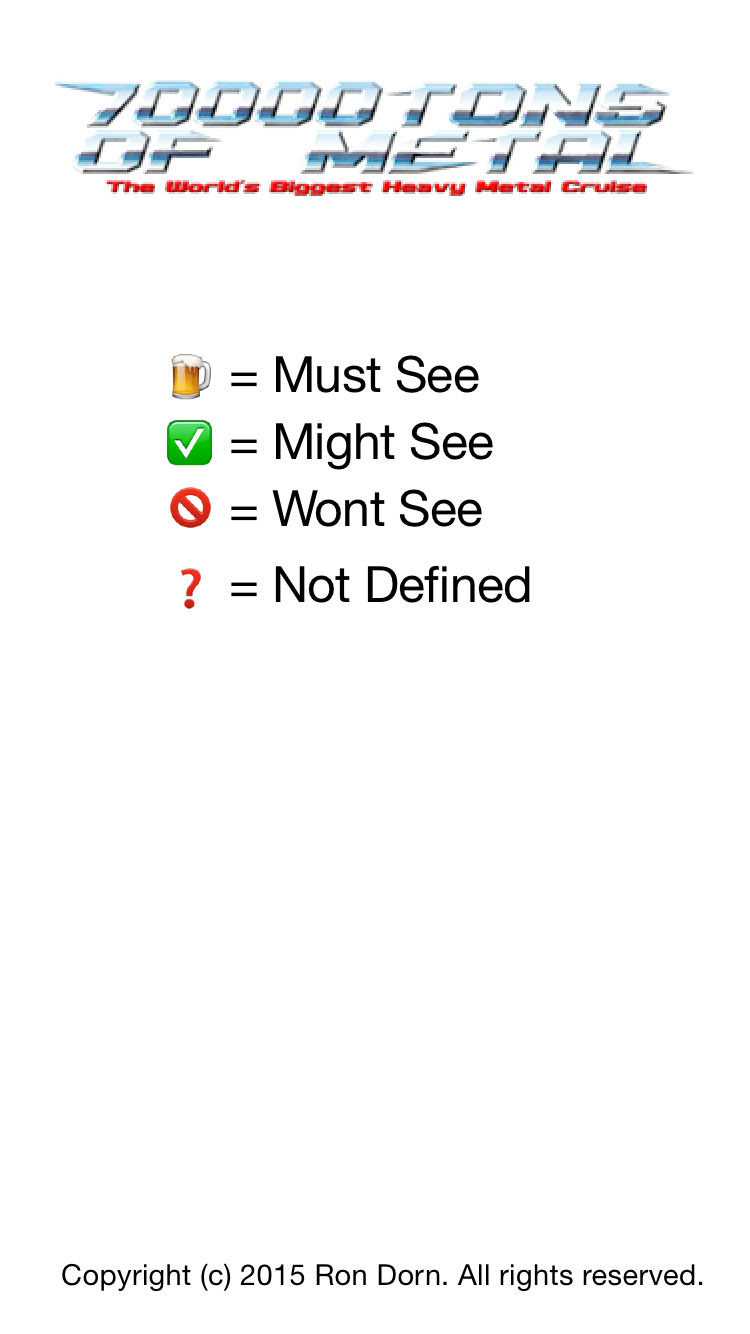 70000 TONS
OF METAL
The World's Biggest Heavy Metal Cruise
🍺 = Must See
✅ = Might See
🚫 = Wont See
❓ = Not Defined
Copyright (c) 2015 Ron Dorn. All rights reserved.